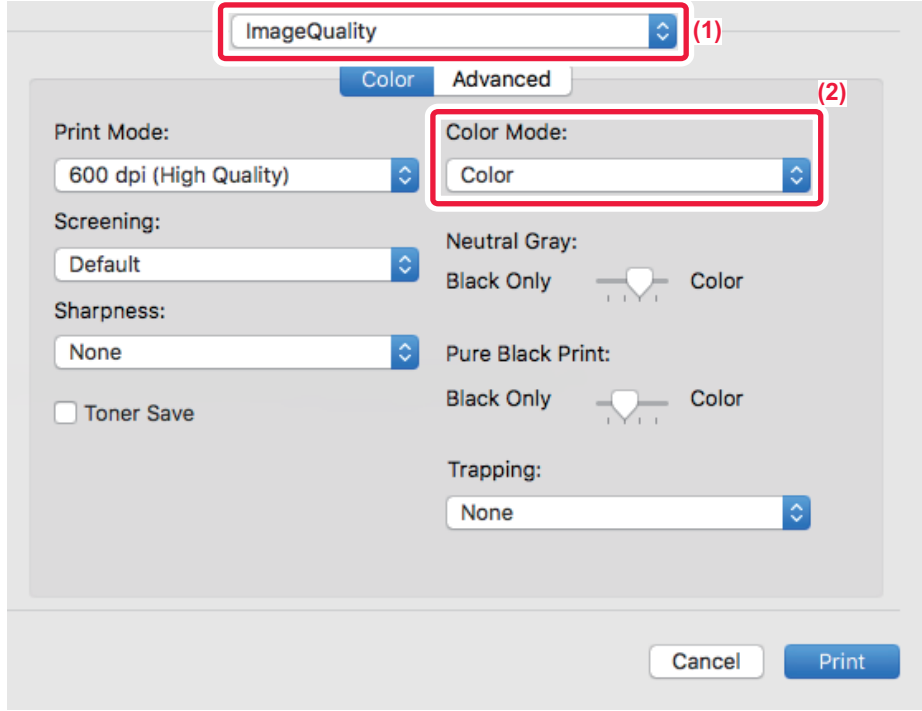 ImageQuality
(1)
Color
Advanced
(2)
Print Mode:
600 dpi (High Quality)
Screening:
Default
Sharpness:
None
Toner Save
Color Mode:
Color
Neutral Gray:
Black Only
Color
Pure Black Print:
Black Only
Color
Trapping:
None
Cancel
Print